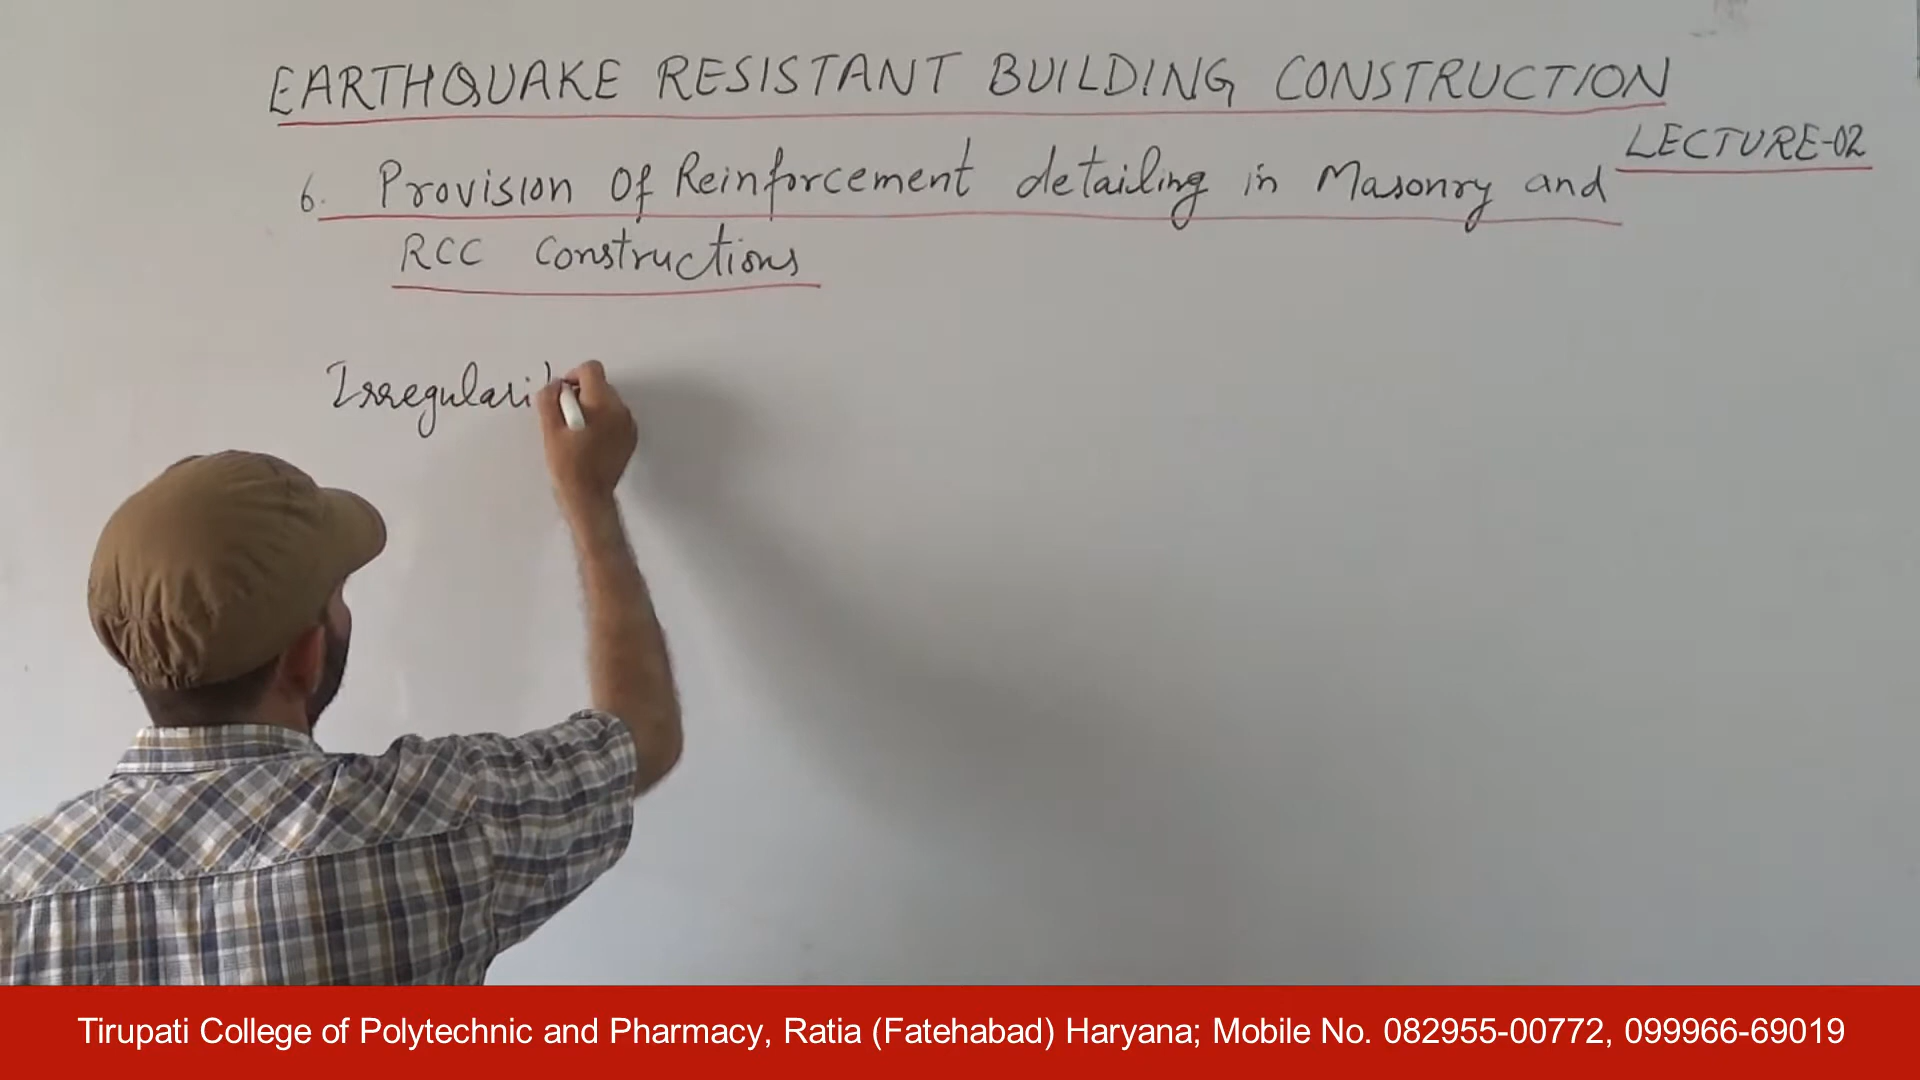 EARTHQUAKE RESISTANT BUILDING CONSTRUCTION
LECTURE-02
6. Provision Of Reinforcement detailing in Masonry and
RCC Constructions
Irregularit
Tirupati College of Polytechnic and Pharmacy, Ratia (Fatehabad) Haryana; Mobile No. 082955-00772, 099966-69019